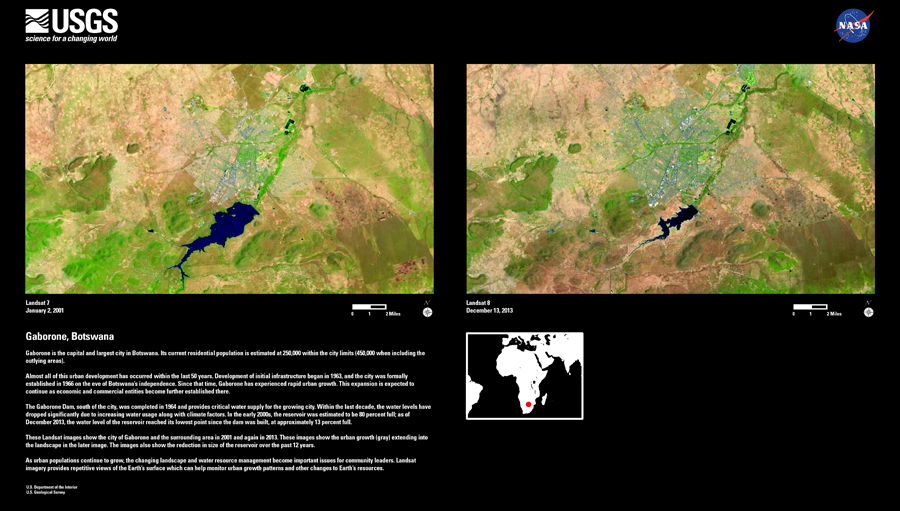 USGS
science for a changing world
NASA
Landsat 7
January 2, 2001
0 1 2 Miles
N
Landsat 8
December 13, 2013
0 1 2 Miles
N
Gaborone, Botswana
Gaborone is the capital and largest city in Botswana. Its current residential population is estimated at 250,000 within the city limits (450,000 when including the
outlying areas).
Almost all of this urban development has occurred within the last 50 years. Development of initial infrastructure began in 1963, and the city was formally
established in 1966 on the eve of Botswana's independence. Since that time, Gaborone has experienced rapid urban growth. This expansion is expected to
continue as economic and commercial entities become further established there.
The Gaborone Dam, south of the city, was completed in 1964 and provides critical water supply for the growing city. Within the last decade, the water levels have
dropped significantly due to increasing water usage along with climate factors. In the early 2000s, the reservoir was estimated to be 80 percent full; as of
December 2013, the water level of the reservoir reached its lowest point since the dam was built, at approximately 13 percent full.
These Landsat images show the city of Gaborone and the surrounding area in 2001 and again in 2013. These images show the urban growth (gray) extending into
the landscape in the later image. The images also show the reduction in size of the reservoir over the past 12 years.
As urban populations continue to grow, the changing landscape and water resource management become important issues for community leaders. Landsat
imagery provides repetitive views of the Earth's surface which can help monitor urban growth patterns and other changes to Earth's resources.
U.S. Department of the Interior
U.S. Geological Survey